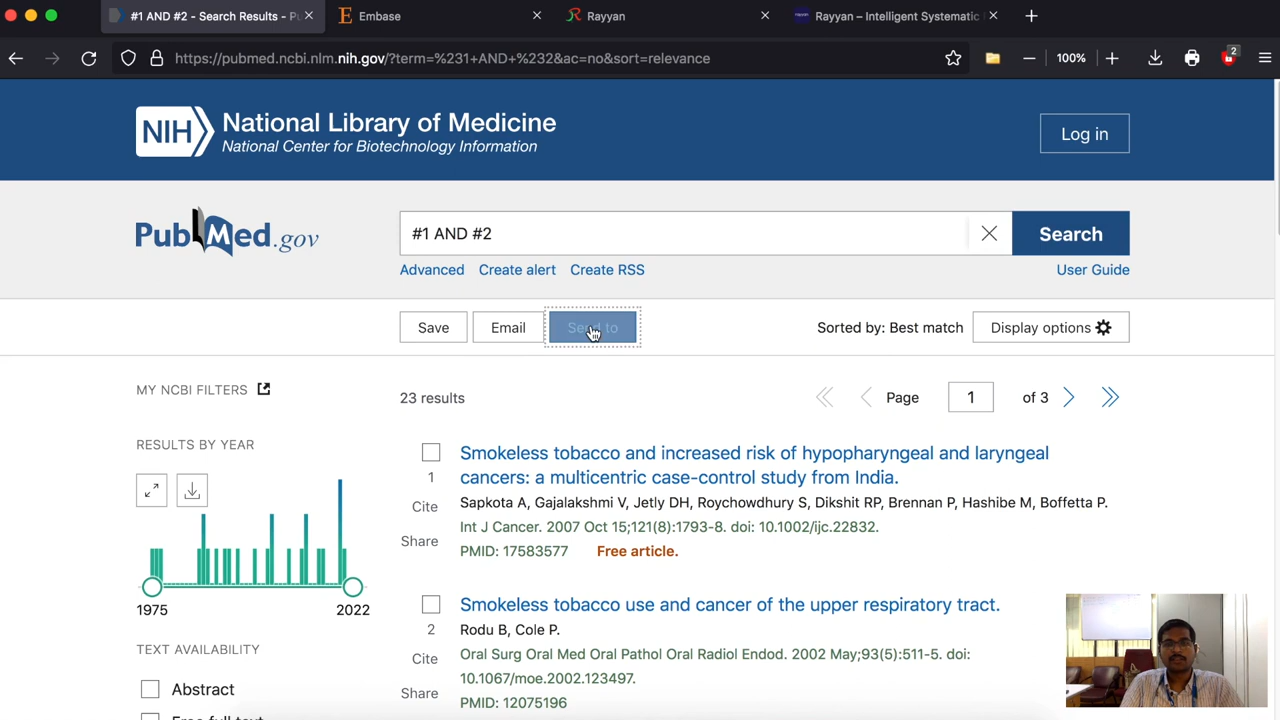 #1 AND #2 - Search Results - Pu
Embase
Rayyan
Rayyan – Intelligent Systematic
https://pubmed.ncbi.nlm.nih.gov/?term=%231+AND+%232&ac=no&sort=relevance
100%
2
NIH
National Library of Medicine
National Center for Biotechnology Information
Log in
PubMed.gov
#1 AND #2
Search
Advanced
Create alert
Create RSS
User Guide
Save
Email
Send to
Sorted by: Best match
Display options
MY NCBI FILTERS
23 results
Page
1
of 3
RESULTS BY YEAR
1975
2022
TEXT AVAILABILITY
Abstract
Free full text
Smokeless tobacco and increased risk of hypopharyngeal and laryngeal
cancers: a multicentric case-control study from India.
1
Cite
Share
Sapkota A, Gajalakshmi V, Jetly DH, Roychowdhury S, Dikshit RP, Brennan P, Hashibe M, Boffetta P.
Int J Cancer. 2007 Oct 15;121(8):1793-8. doi: 10.1002/ijc.22832.
PMID: 17583577
Free article.
Smokeless tobacco use and cancer of the upper respiratory tract.
2
Cite
Share
Rodu B, Cole P.
Oral Surg Oral Med Oral Pathol Oral Radiol Endod. 2002 May;93(5):511-5. doi:
10.1067/moe.2002.123497.
PMID: 12075196